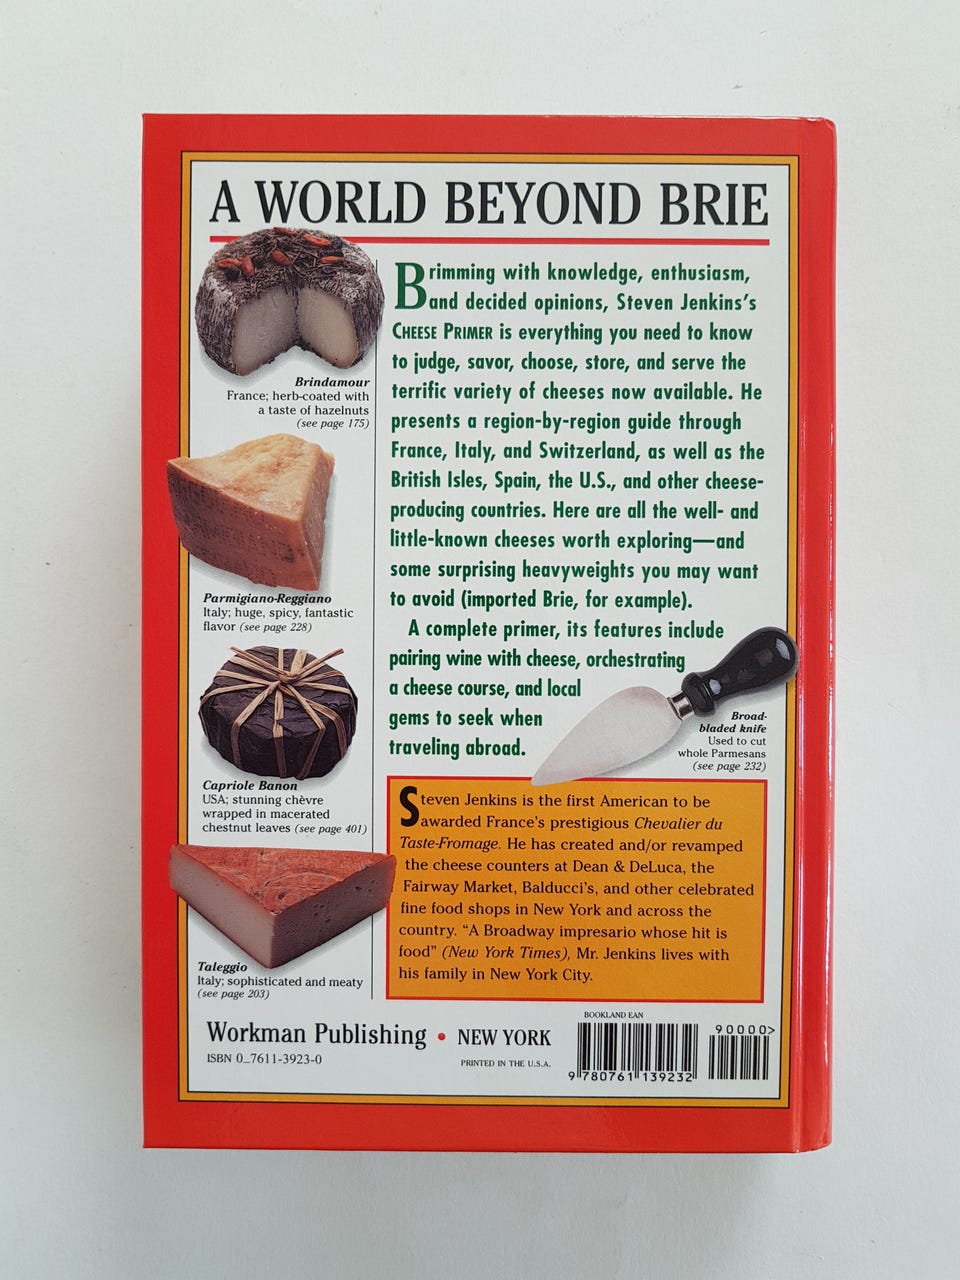 A WORLD BEYOND BRIE
Brindamour
France; herb-coated with
a taste of hazelnuts
(see page 175)
Parmigiano-Reggiano
Italy; huge, spicy, fantastic
flavor (see page 228)
Capriole Banon
USA; stunning chèvre
wrapped in macerated
chestnut leaves (see page 401)
Taleggio
Italy; sophisticated and meaty
(see page 203)
Brimming with knowledge, enthusiasm,
and decided opinions, Steven Jenkins's
CHEESE PRIMER is everything you need to know
to judge, savor, choose, store, and serve the
terrific variety of cheeses now available. He
presents a region-by-region guide through
France, Italy, and Switzerland, as well as the
British Isles, Spain, the U.S., and other cheese-
producing countries. Here are all the well- and
little-known cheeses worth exploring—and
some surprising heavyweights you may want
to avoid (imported Brie, for example).
A complete primer, its features include
pairing wine with cheese, orchestrating
a cheese course, and local
gems to seek when
traveling abroad.
Broad-
bladed knife
Used to cut
whole Parmesans
(see page 232)
Steven Jenkins is the first American to be
awarded France's prestigious Chevalier du
Taste-Fromage. He has created and/or revamped
the cheese counters at Dean & DeLuca, the
Fairway Market, Balducci's, and other celebrated
fine food shops in New York and across the
country. “A Broadway impresario whose hit is
food” (New York Times), Mr. Jenkins lives with
his family in New York City.
Workman Publishing • NEW YORK
ISBN 0-7611-3923-0
PRINTED IN THE U.S.A.
BOOKLAND EAN
90000>
9 780761 139232